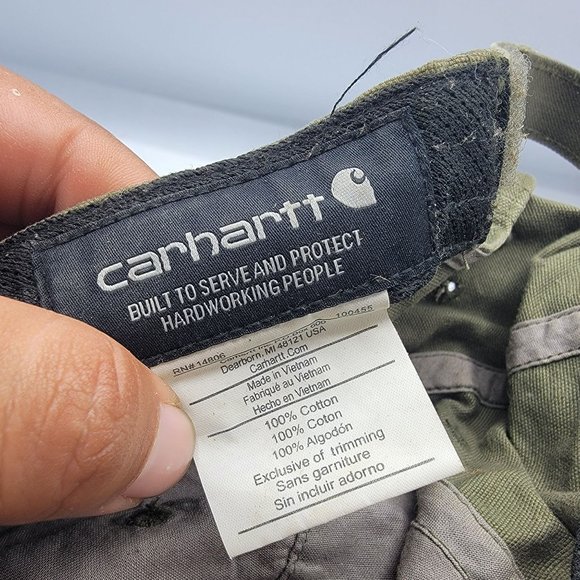 carhartt
BUILT TO SERVE AND PROTECT
HARDWORKING PEOPLE
RN#14806 100455
Dearborn, MI 48121 USA
Carhartt.Com
Made in Vietnam
Fabriqué au Vietnam
Hecho en Vietnam
100% Cotton
100% Coton
100% Algodón
Exclusive of trimming
Sans garniture
Sin incluir adorno